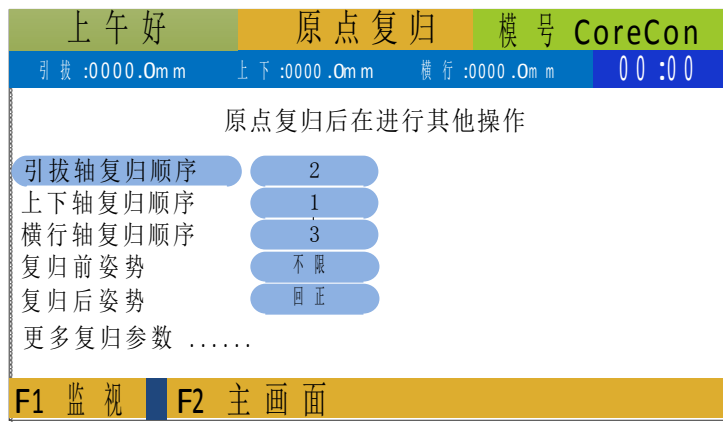 上午好 原点复归 模号 CoreCon
引拔:0000.0mm 上下:0000.0mm 横行:0000.0mm 00:00
原点复归后在进行其他操作
引拔轴复归顺序 2
上下轴复归顺序 1
横行轴复归顺序 3
复归前姿势 不限
复归后姿势 回正
更多复归参数 ......
F1 监视 F2 主画面